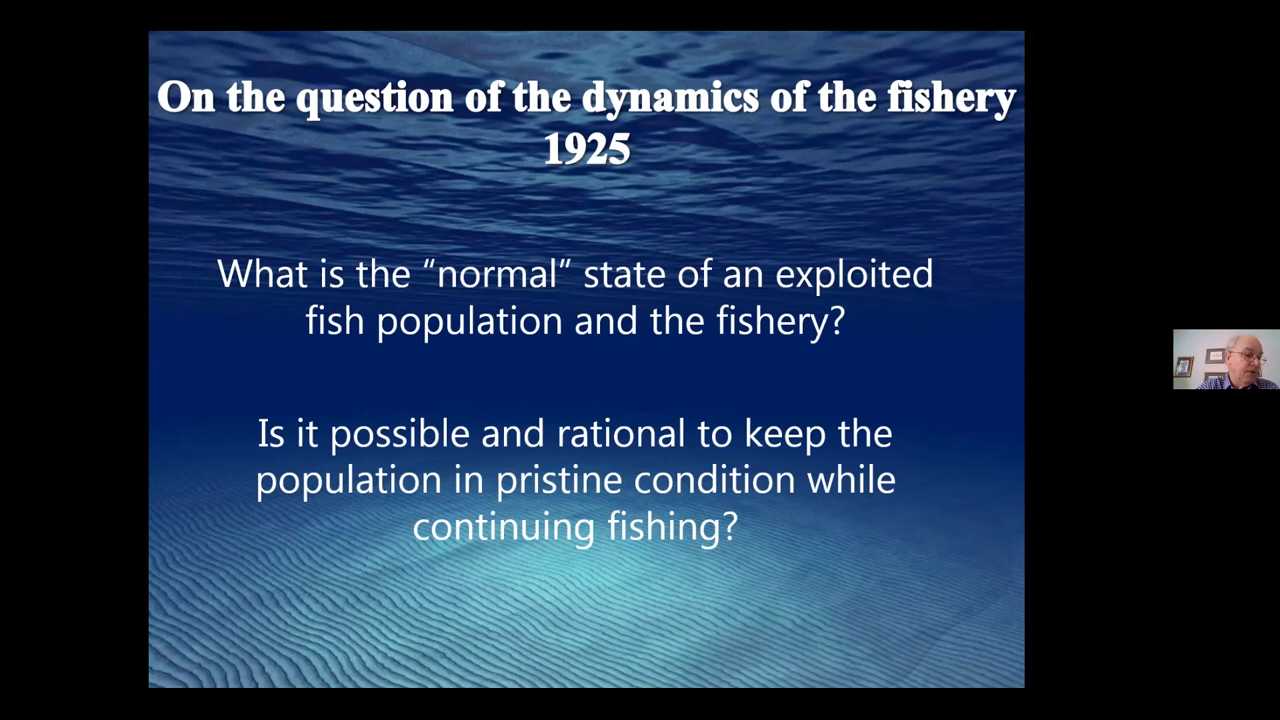 On the question of the dynamics of the fishery
1925
What is the “normal” state of an exploited
fish population and the fishery?
Is it possible and rational to keep the
population in pristine condition while
continuing fishing?